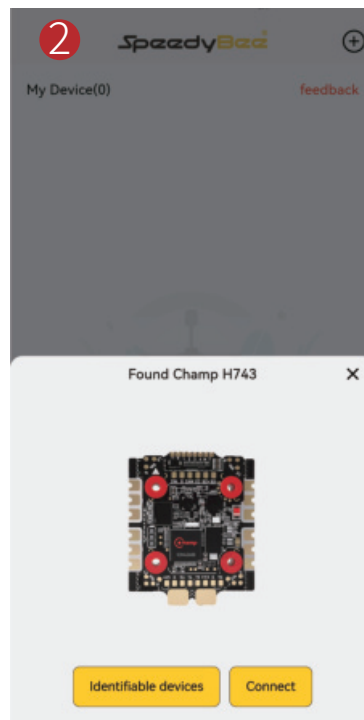 2
SpeedyBee
My Device(0)
feedback
Found Champ H743
Identifiable devices
Connect